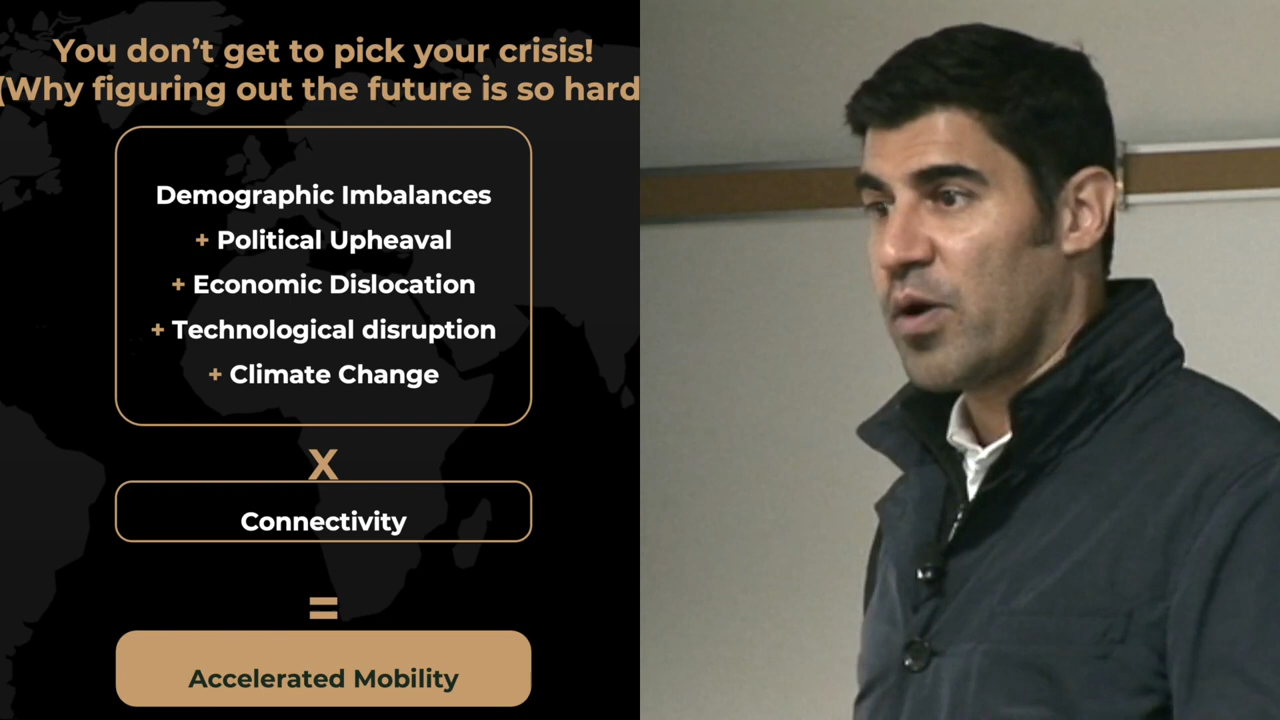 You don’t get to pick your crisis!
(Why figuring out the future is so hard
Demographic Imbalances
+ Political Upheaval
+ Economic Dislocation
+ Technological disruption
+ Climate Change
X
Connectivity
=
Accelerated Mobility